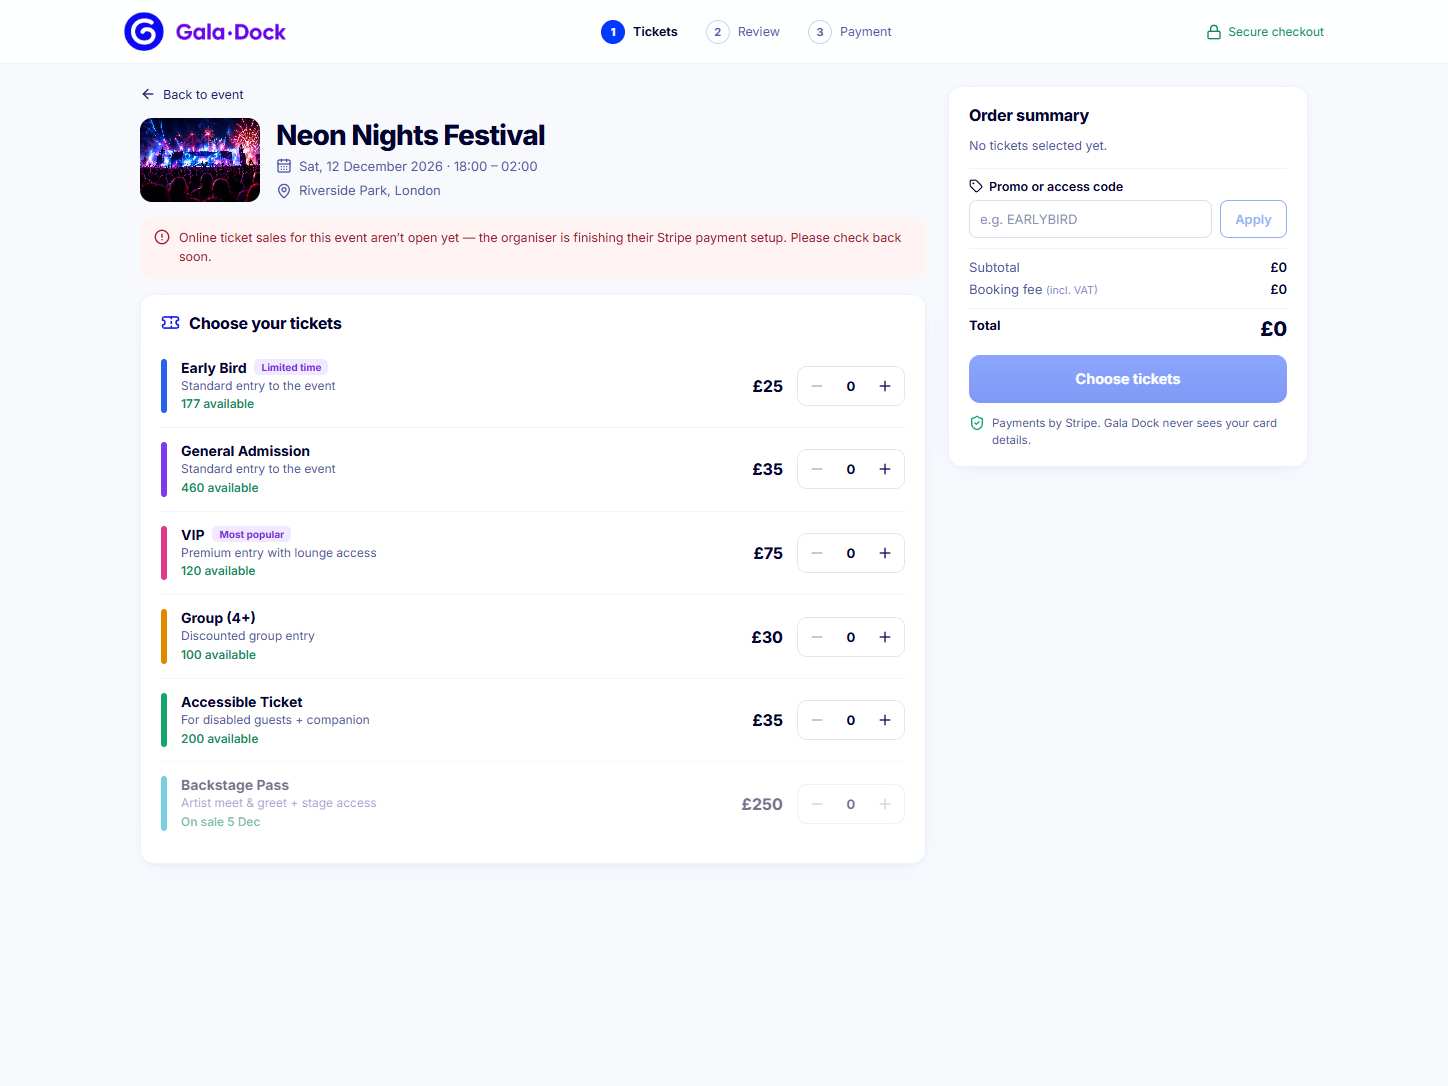 Gala·Dock
1 Tickets
2 Review
3 Payment
Secure checkout
Back to event
Neon Nights Festival
Sat, 12 December 2026 · 18:00 – 02:00
Riverside Park, London
Online ticket sales for this event aren't open yet — the organiser is finishing their Stripe payment setup. Please check back
soon.
Choose your tickets
Early Bird Limited time
Standard entry to the event
177 available
£25 − 0 +
General Admission
Standard entry to the event
460 available
£35 − 0 +
VIP Most popular
Premium entry with lounge access
120 available
£75 − 0 +
Group (4+)
Discounted group entry
100 available
£30 − 0 +
Accessible Ticket
For disabled guests + companion
200 available
£35 − 0 +
Backstage Pass
Artist meet & greet + stage access
On sale 5 Dec
£250 − 0 +
Order summary
No tickets selected yet.
Promo or access code
e.g. EARLYBIRD Apply
Subtotal £0
Booking fee (incl. VAT) £0
Total £0
Choose tickets
Payments by Stripe. Gala Dock never sees your card
details.